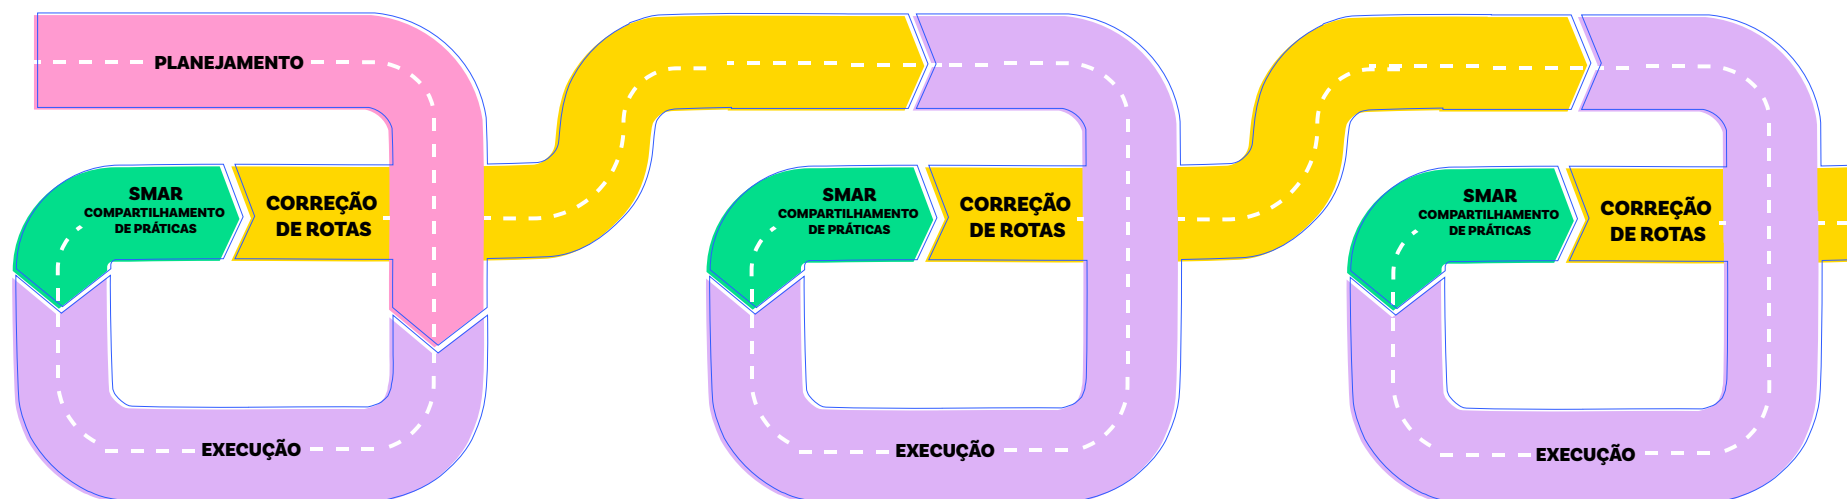 PLANEJAMENTO
SMAR
COMPARTILHAMENTO
DE PRÁTICAS
CORREÇÃO
DE ROTAS
EXECUÇÃO
SMAR
COMPARTILHAMENTO
DE PRÁTICAS
CORREÇÃO
DE ROTAS
EXECUÇÃO
SMAR
COMPARTILHAMENTO
DE PRÁTICAS
CORREÇÃO
DE ROTAS
EXECUÇÃO